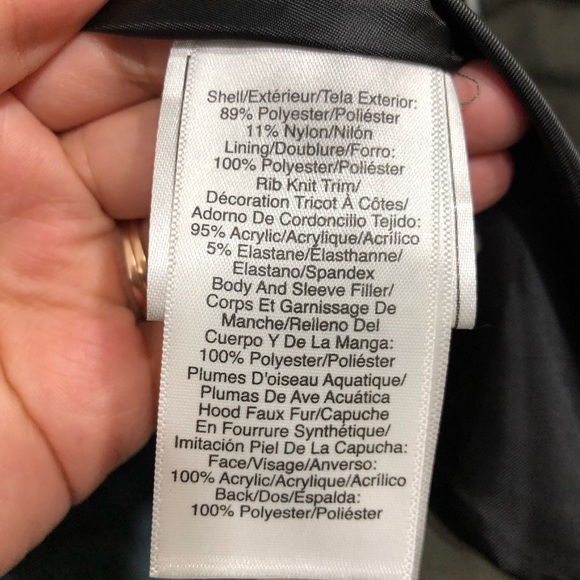 Shell/Extérieur/Tela Exterior:
89% Polyester/Poliéster
11% Nylon/Nilón
Lining/Doublure/Forro:
100% Polyester/Poliéster
Rib Knit Trim/
Décoration Tricot À Côtes/
Adorno De Cordoncillo Tejido:
95% Acrylic/Acrylique/Acrílico
5% Elastane/Élasthanne/
Elastano/Spandex
Body And Sleeve Filler/
Corps Et Garnissage De
Manche/Relleno Del
Cuerpo Y De La Manga:
100% Polyester/Poliéster
Plumes D'oiseau Aquatique/
Plumas De Ave Acuática
Hood Faux Fur/Capuche
En Fourrure Synthétique/
Imitación Piel De La Capucha:
Face/Visage/Anverso:
100% Acrylic/Acrylique/Acrílico
Back/Dos/Espalda:
100% Polyester/Poliéster